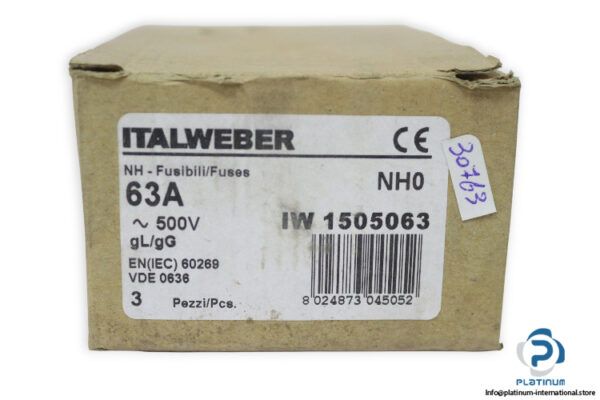 ITALWEBER CE
NH - Fusibili/Fuses
NH0
63A
~ 500V
IW 1505063
gL/gG
EN(IEC) 60269
VDE 0636
3 Pezzi/Pcs.
8 024873 045052
30763
PLATINUM
Info@platinum-international.store